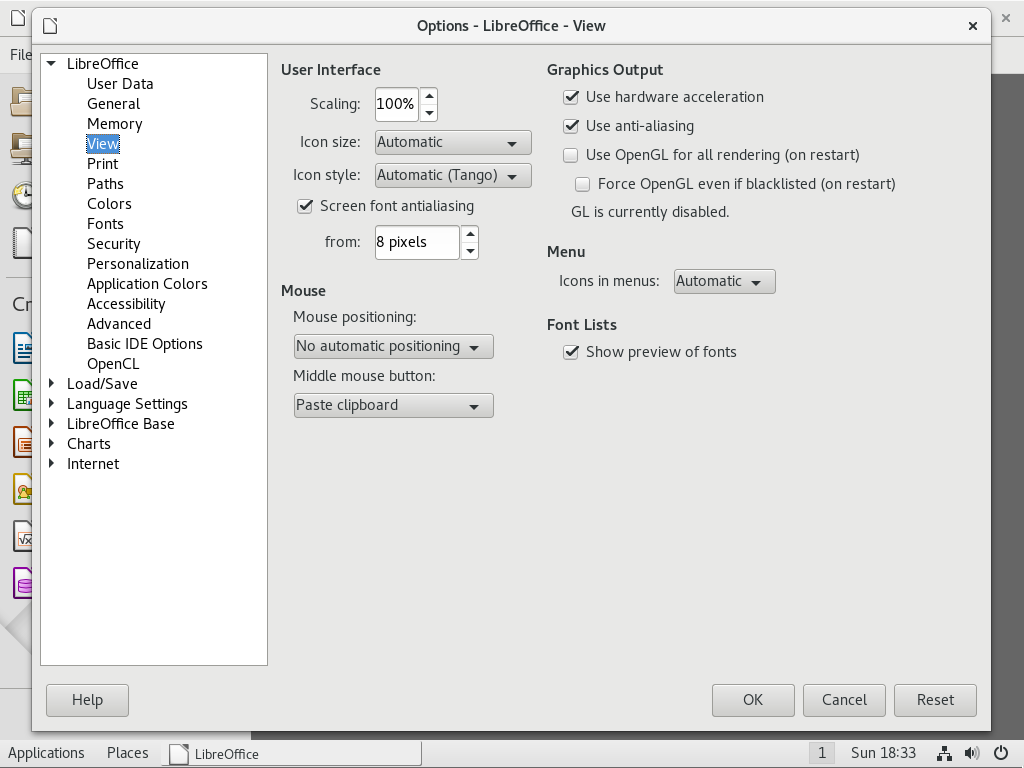 Options - LibreOffice - View
File
LibreOffice
User Data
General
Memory
View
Print
Paths
Colors
Fonts
Security
Personalization
Application Colors
Accessibility
Advanced
Basic IDE Options
OpenCL
Load/Save
Language Settings
LibreOffice Base
Charts
Internet
User Interface
Scaling: 100%
Icon size: Automatic
Icon style: Automatic (Tango)
Screen font antialiasing
from: 8 pixels
Mouse
Mouse positioning:
No automatic positioning
Middle mouse button:
Paste clipboard
Graphics Output
Use hardware acceleration
Use anti-aliasing
Use OpenGL for all rendering (on restart)
Force OpenGL even if blacklisted (on restart)
GL is currently disabled.
Menu
Icons in menus: Automatic
Font Lists
Show preview of fonts
Help OK Cancel Reset
Applications Places LibreOffice 1 Sun 18:33